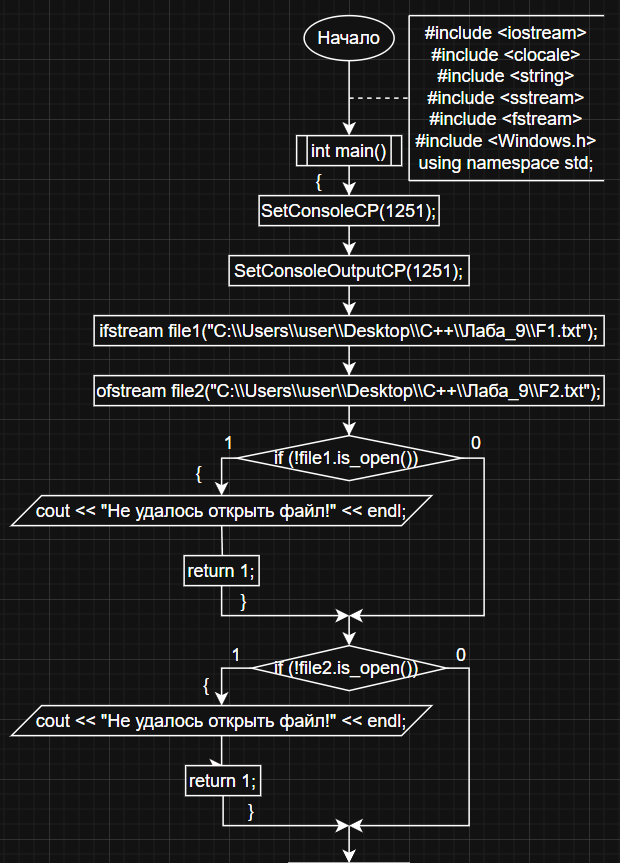 Начало
#include <iostream>
#include <clocale>
#include <string>
#include <sstream>
#include <fstream>
#include <Windows.h>
using namespace std;
int main()
{
SetConsoleCP(1251);
SetConsoleOutputCP(1251);
ifstream file1("C:\\Users\\user\\Desktop\\C++\\Лаба_9\\F1.txt");
ofstream file2("C:\\Users\\user\\Desktop\\C++\\Лаба_9\\F2.txt");
1
0
if (!file1.is_open())
{
cout << "Не удалось открыть файл!" << endl;
return 1;
}
1
0
if (!file2.is_open())
{
cout << "Не удалось открыть файл!" << endl;
return 1;
}